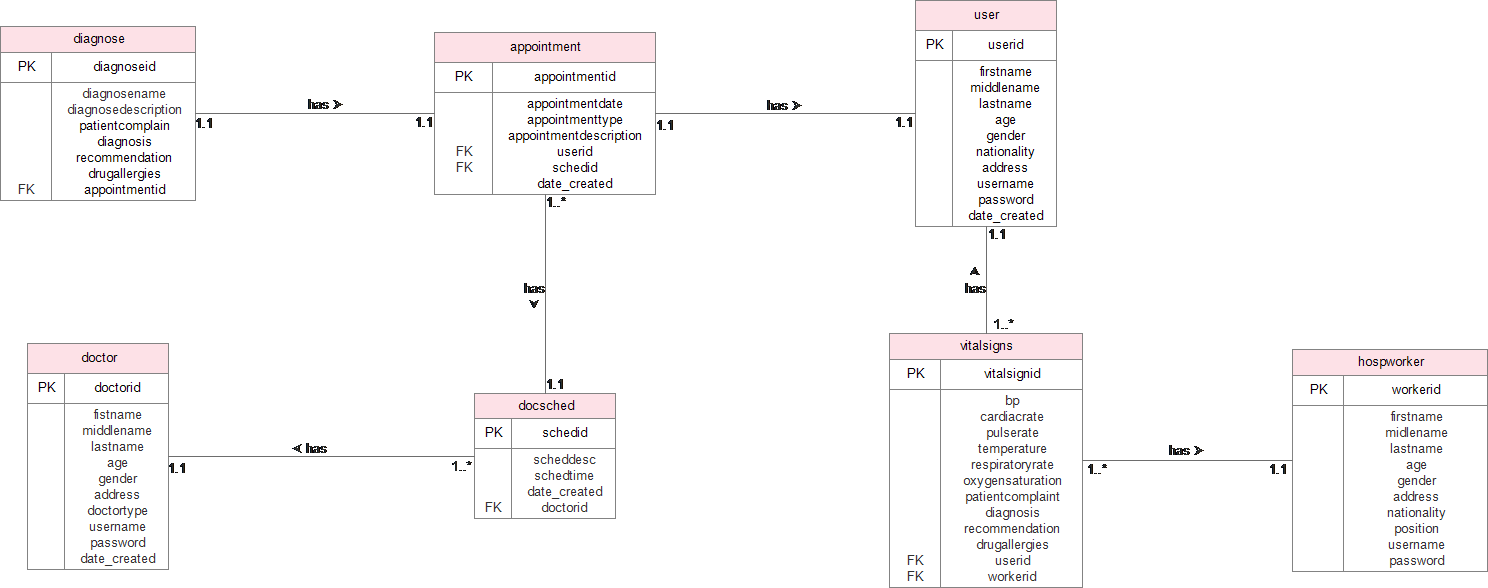 diagnose
PK diagnoseid
diagnosename
diagnosedescription
patientcomplain
diagnosis
recommendation
drugallergies
FK appointmentid
has
1.1
1.1
appointment
PK appointmentid
appointmentdate
appointmenttype
appointmentdescription
FK userid
FK schedid
date_created
has
1.1
1.1
user
PK userid
firstname
middlename
lastname
age
gender
nationality
address
username
password
date_created
1..*
has
1.1
1.1
has
1..*
doctor
PK doctorid
fistname
middlename
lastname
age
gender
address
doctortype
username
password
date_created
has
1.1
1..*
docsched
PK schedid
scheddesc
schedtime
date_created
FK doctorid
vitalsigns
PK vitalsignid
bp
cardiacrate
pulserate
temperature
respiratoryrate
oxygensaturation
patientcomplaint
diagnosis
recommendation
drugallergies
FK userid
FK workerid
has
1..*
1.1
hospworker
PK workerid
firstname
midlename
lastname
age
gender
address
nationality
position
username
password